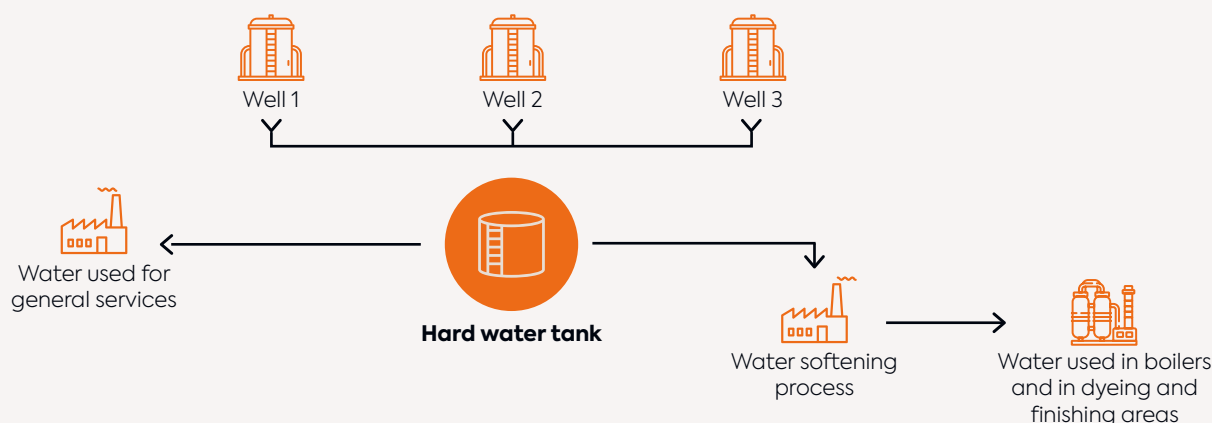 Well 1
Well 2
Well 3
Water used for
general services
Hard water tank
Water softening
process
Water used in boilers
and in dyeing and
finishing areas